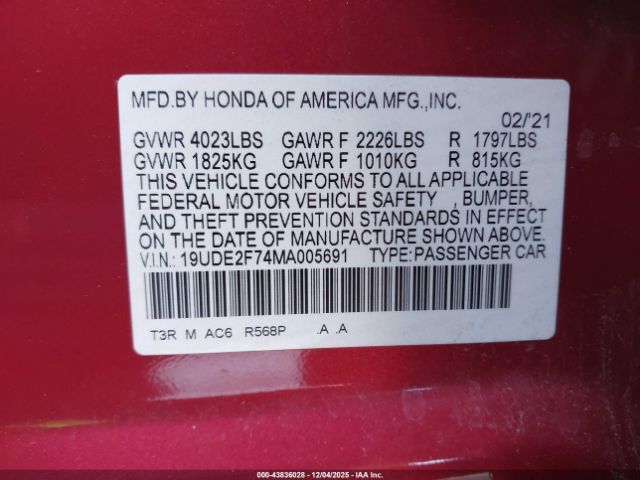 MFD.BY HONDA OF AMERICA MFG.,INC.
02/'21
GVWR 4023LBS GAWR F 2226LBS R 1797LBS
GVWR 1825KG GAWR F 1010KG R 815KG
THIS VEHICLE CONFORMS TO ALL APPLICABLE
FEDERAL MOTOR VEHICLE SAFETY , BUMPER,
AND THEFT PREVENTION STANDARDS IN EFFECT
ON THE DATE OF MANUFACTURE SHOWN ABOVE.
V.I.N.: 19UDE2F74MA005691 TYPE:PASSENGER CAR
T3R M AC6 R568P .A .A
000-43836028 - 12/04/2025 - IAA Inc.